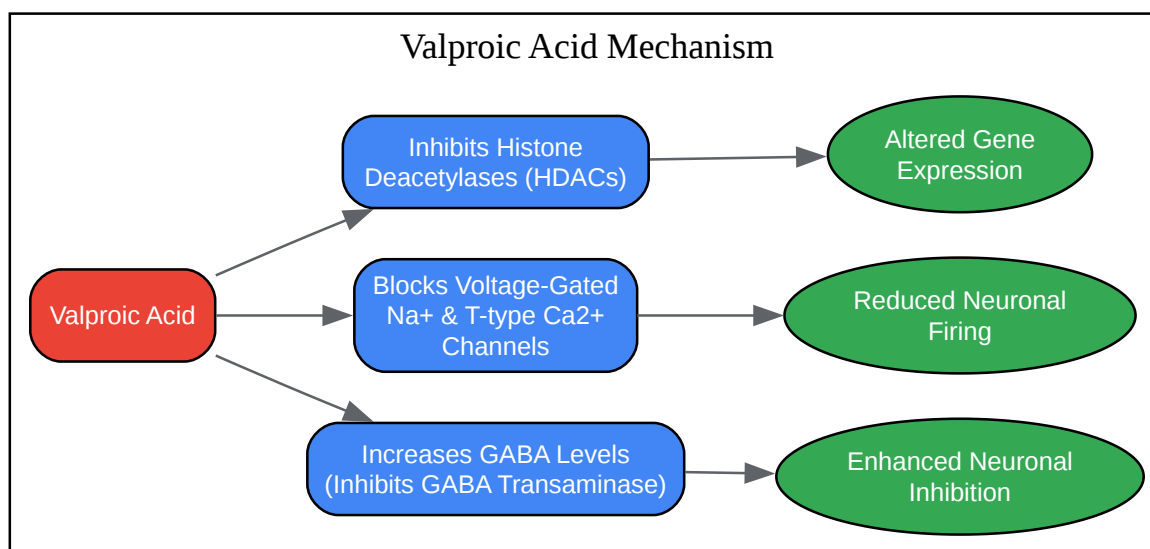 Valproic Acid Mechanism
Inhibits Histone
Deacetylases (HDACs)
Altered Gene
Expression
Valproic Acid
Blocks Voltage-Gated
Na+ & T-type Ca2+
Channels
Reduced Neuronal
Firing
Increases GABA Levels
(Inhibits GABA Transaminase)
Enhanced Neuronal
Inhibition